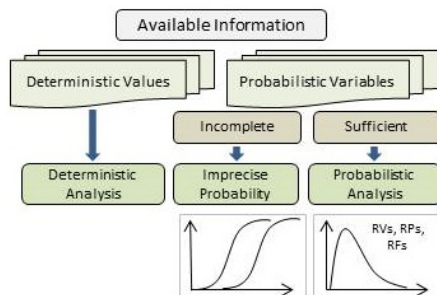 Available Information
Deterministic Values
Probabilistic Variables
Incomplete
Sufficient
Deterministic
Analysis
Imprecise
Probability
Probabilistic
Analysis
RVs, RPs,
RFs